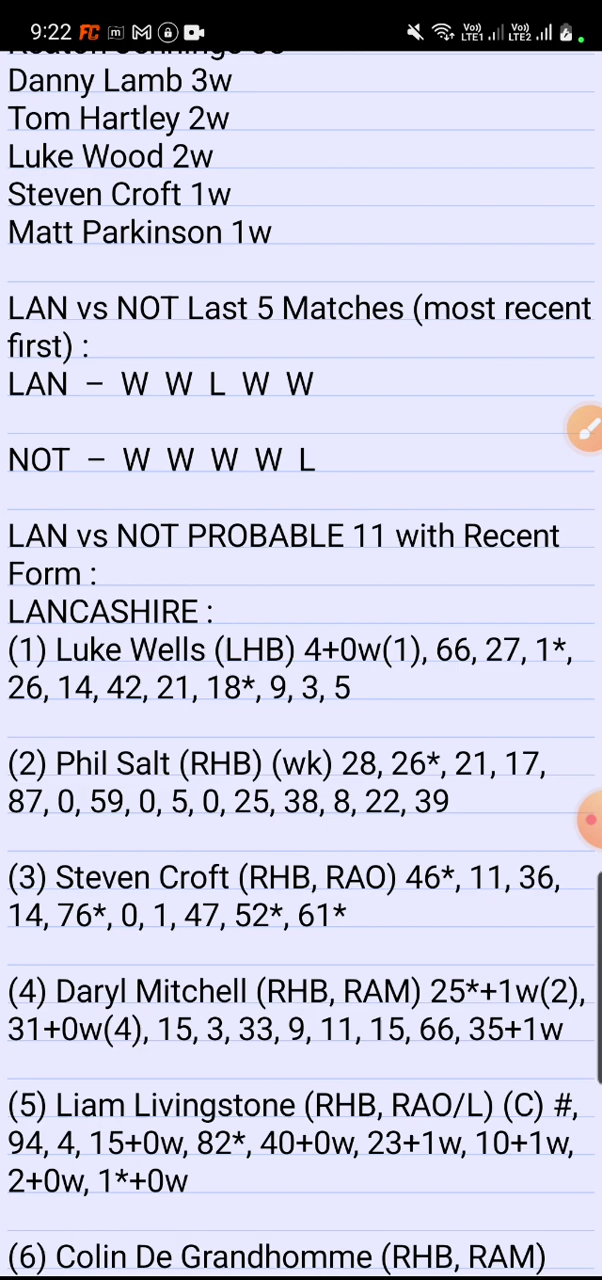 9:22 FC m M Vo)) LTE1 Vo)) LTE2
Danny Lamb 3w
Tom Hartley 2w
Luke Wood 2w
Steven Croft 1w
Matt Parkinson 1w
LAN vs NOT Last 5 Matches (most recent
first) :
LAN – W W L W W
NOT – W W W W L
LAN vs NOT PROBABLE 11 with Recent
Form :
LANCASHIRE :
(1) Luke Wells (LHB) 4+0w(1), 66, 27, 1*,
26, 14, 42, 21, 18*, 9, 3, 5
(2) Phil Salt (RHB) (wk) 28, 26*, 21, 17,
87, 0, 59, 0, 5, 0, 25, 38, 8, 22, 39
(3) Steven Croft (RHB, RAO) 46*, 11, 36,
14, 76*, 0, 1, 47, 52*, 61*
(4) Daryl Mitchell (RHB, RAM) 25*+1w(2),
31+0w(4), 15, 3, 33, 9, 11, 15, 66, 35+1w
(5) Liam Livingstone (RHB, RAO/L) (C) #,
94, 4, 15+0w, 82*, 40+0w, 23+1w, 10+1w,
2+0w, 1*+0w
(6) Colin De Grandhomme (RHB, RAM)